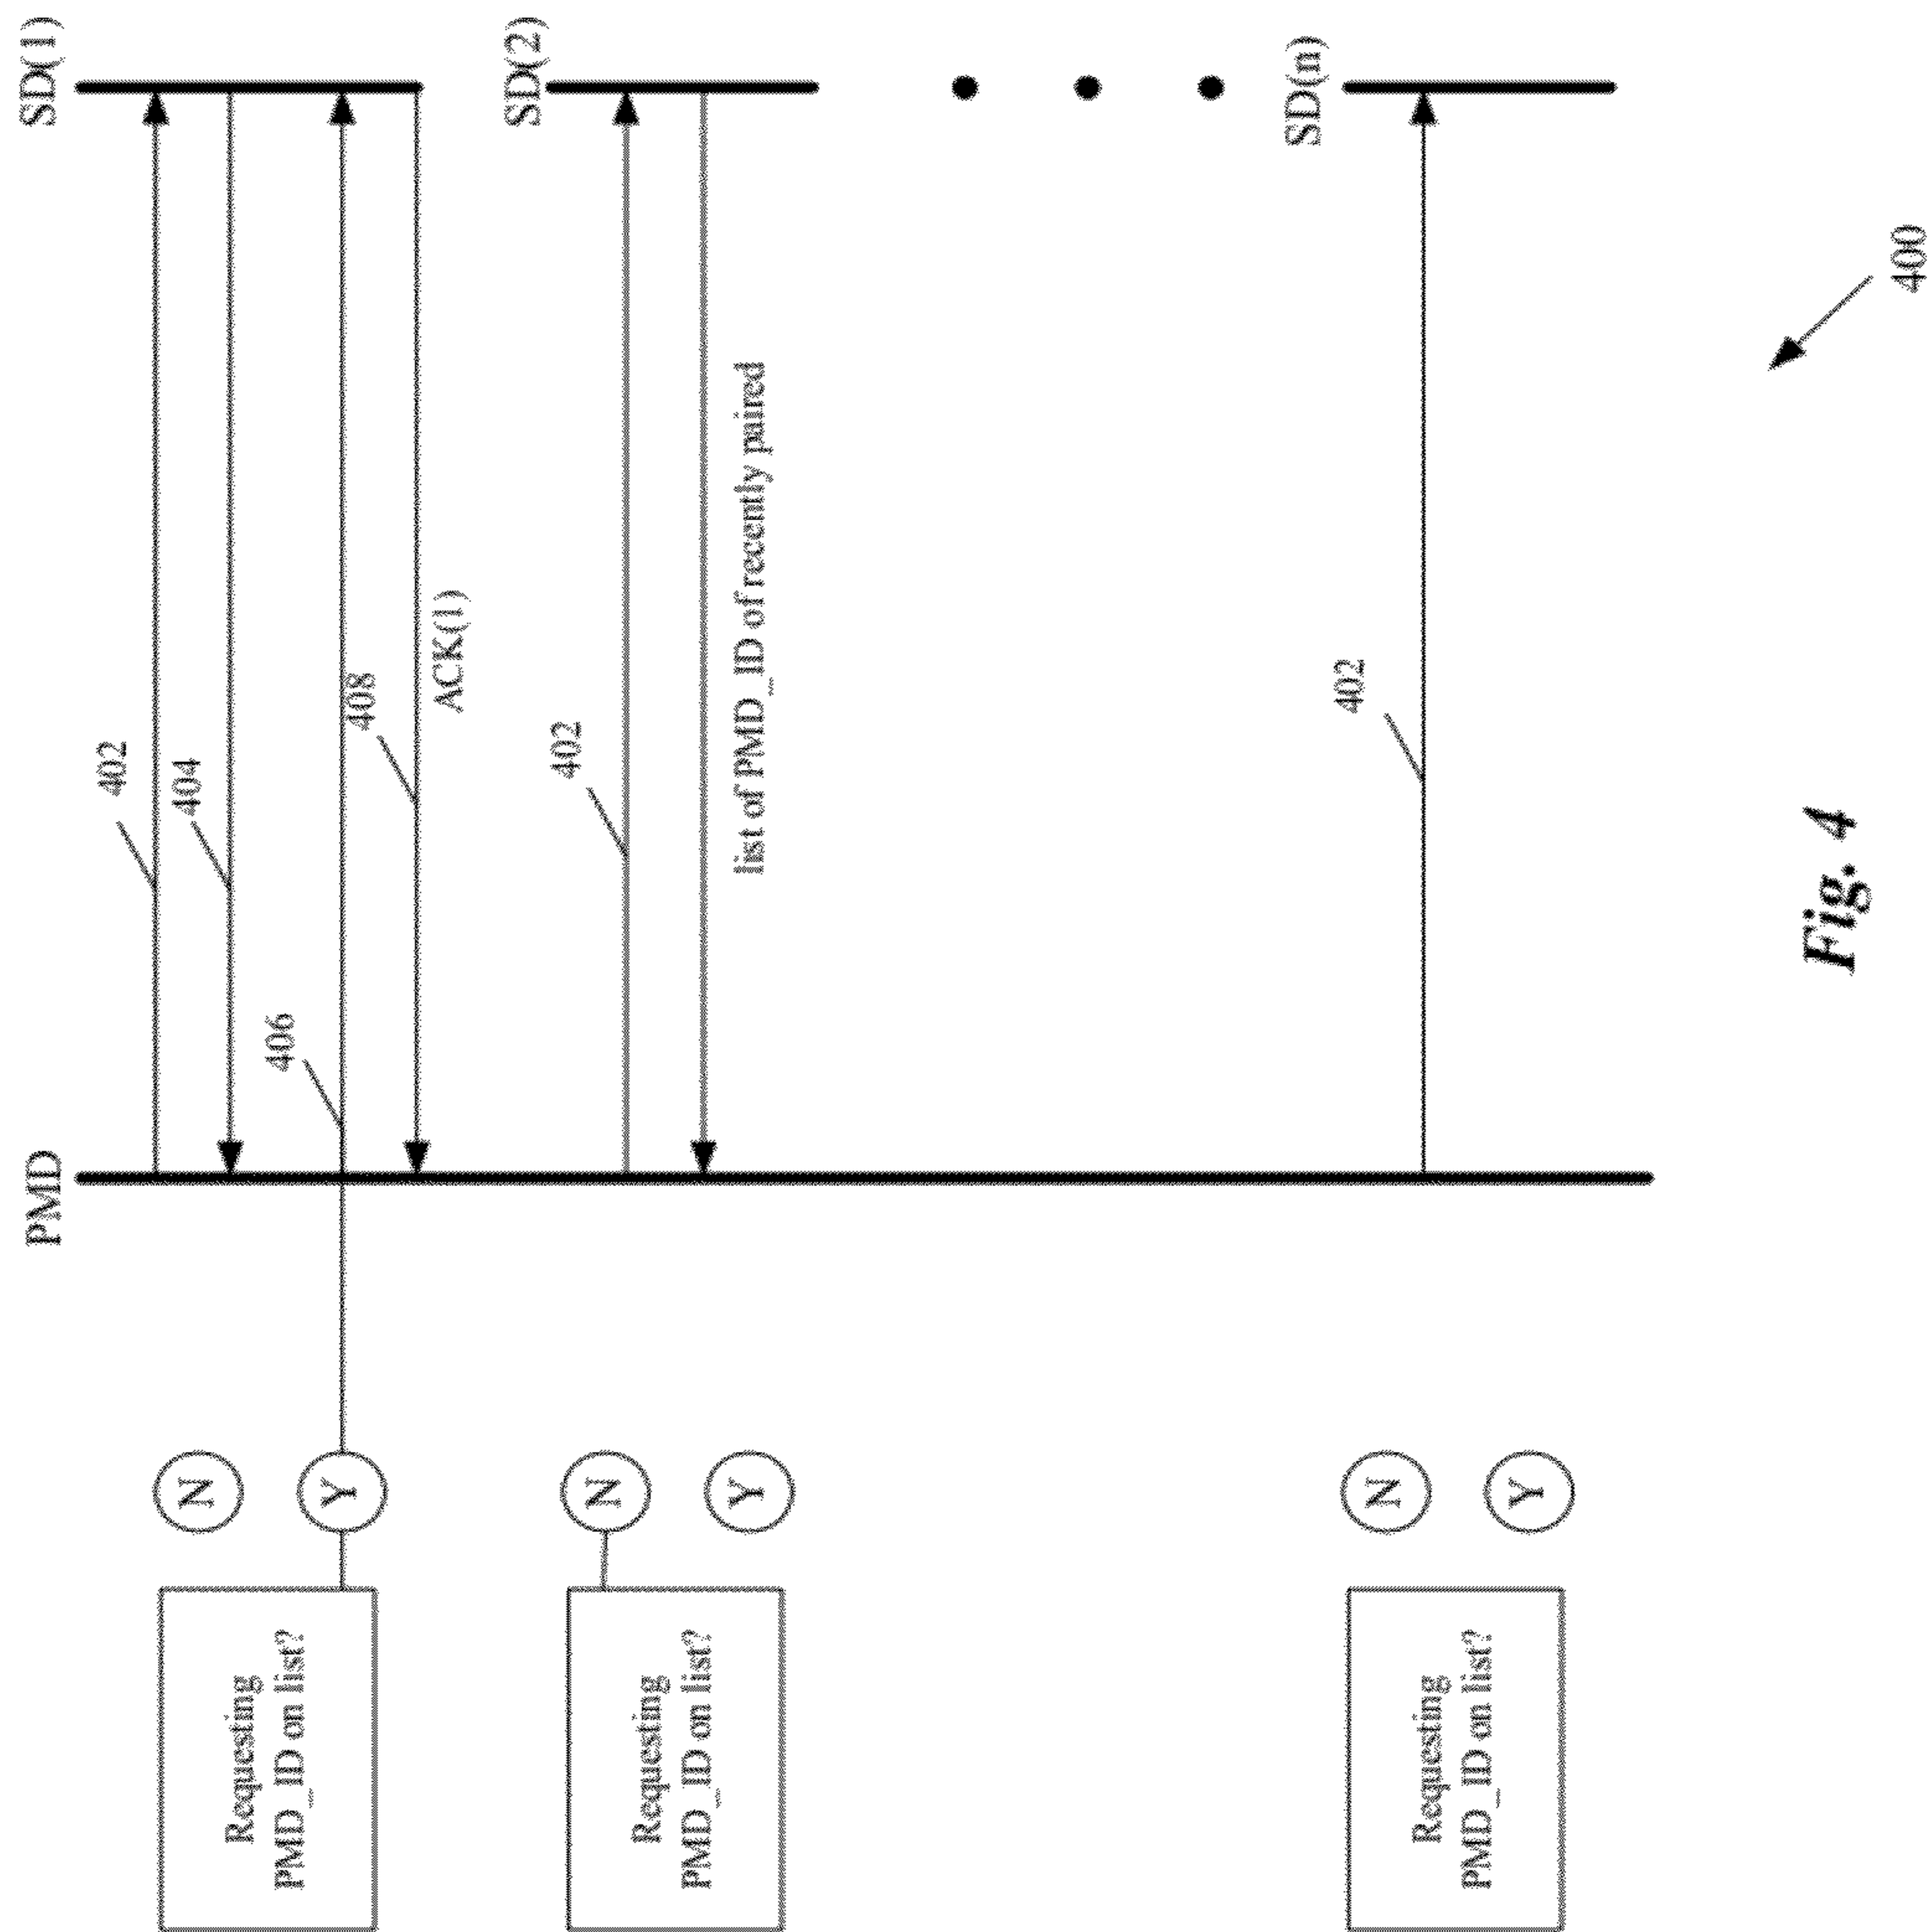 PMD
SD(1)
402
404
N
Requesting
PMD_ID on list?
406
Y
408
ACK(1)
SD(2)
402
N
Requesting
PMD_ID on list?
Y
list of PMD_ID of recently paired
SD(n)
402
N
Requesting
PMD_ID on list?
Y
Fig. 4
400